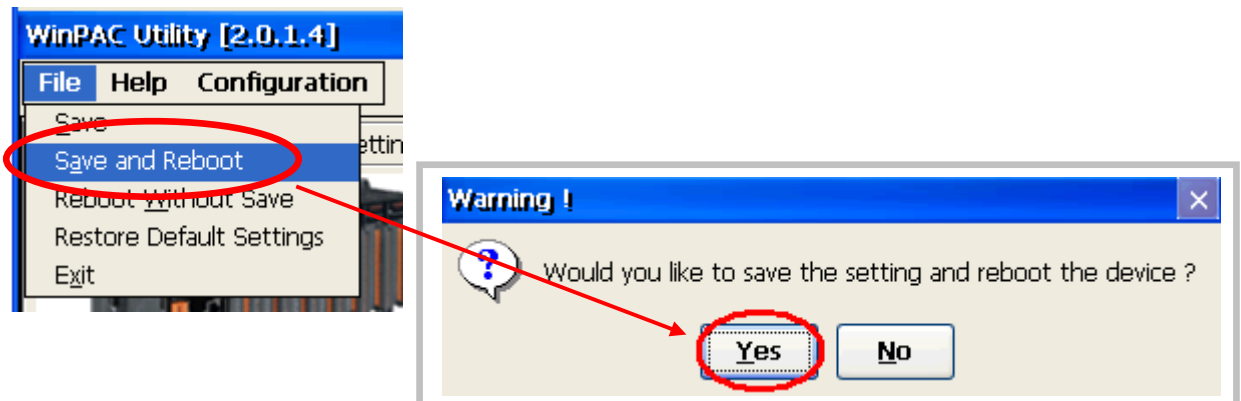 WinPAC Utility [2.0.1.4]
File Help Configuration
Save
Save and Reboot
Reboot Without Save
Restore Default Settings
Exit
Warning !
Would you like to save the setting and reboot the device ?
Yes No